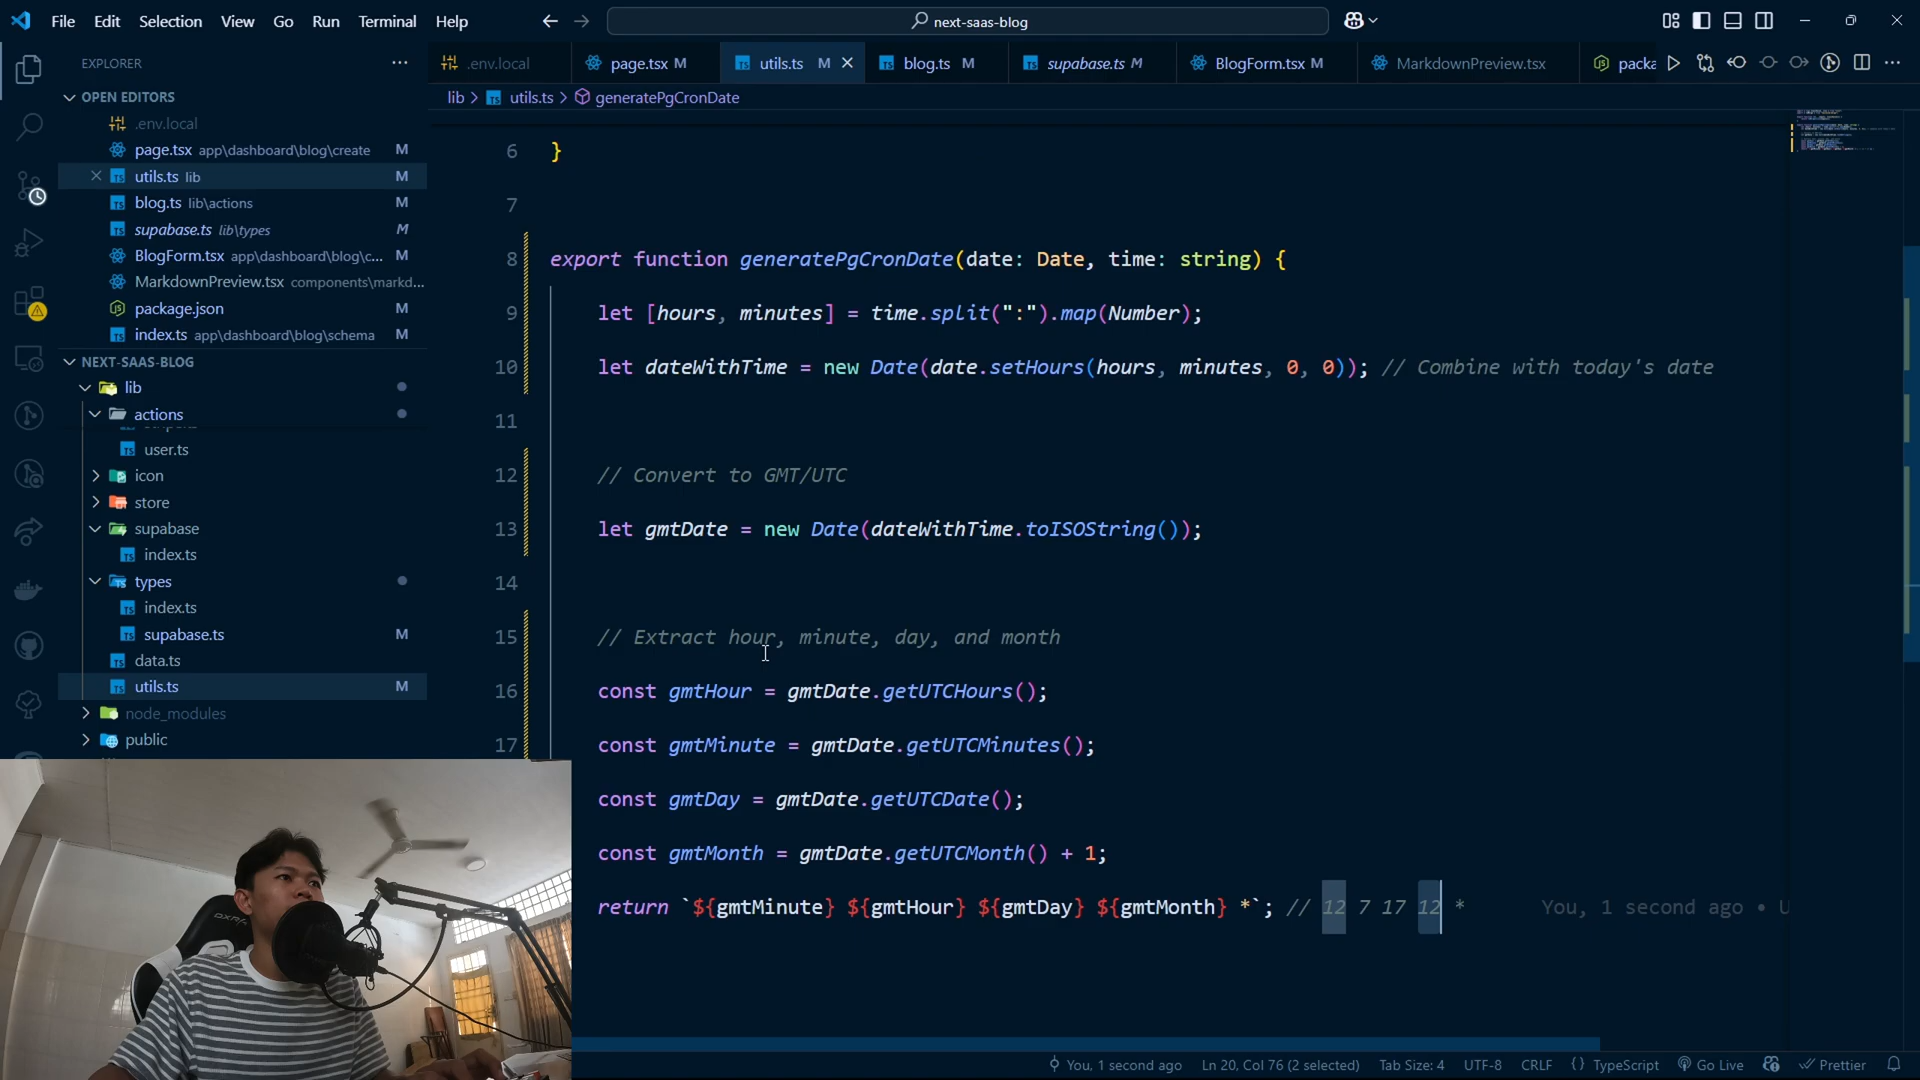 File Edit Selection View Go Run Terminal Help
next-saas-blog
EXPLORER
OPEN EDITORS
.env.local
page.tsx app\dashboard\blog\create M
utils.ts lib M
blog.ts lib\actions M
supabase.ts lib\types M
BlogForm.tsx app\dashboard\blog\c... M
MarkdownPreview.tsx components\markd...
package.json M
index.ts app\dashboard\blog\schema M
NEXT-SAAS-BLOG
lib
actions
user.ts
icon
store
supabase
index.ts
types
index.ts
supabase.ts M
data.ts
utils.ts M
node_modules
public
.env.local page.tsx M utils.ts M blog.ts M supabase.ts M BlogForm.tsx M MarkdownPreview.tsx packa
lib > utils.ts > generatePgCronDate
6 }
7
8 export function generatePgCronDate(date: Date, time: string) {
9 let [hours, minutes] = time.split(":").map(Number);
10 let dateWithTime = new Date(date.setHours(hours, minutes, 0, 0)); // Combine with today's date
11
12 // Convert to GMT/UTC
13 let gmtDate = new Date(dateWithTime.toISOString());
14
15 // Extract hour, minute, day, and month
16 const gmtHour = gmtDate.getUTCHours();
17 const gmtMinute = gmtDate.getUTCMinutes();
const gmtDay = gmtDate.getUTCDate();
const gmtMonth = gmtDate.getUTCMonth() + 1;
return `${gmtMinute} ${gmtHour} ${gmtDay} ${gmtMonth} *`; // 12 7 17 12 * You, 1 second ago • U
You, 1 second ago Ln 20, Col 76 (2 selected) Tab Size: 4 UTF-8 CRLF {} TypeScript Go Live Prettier